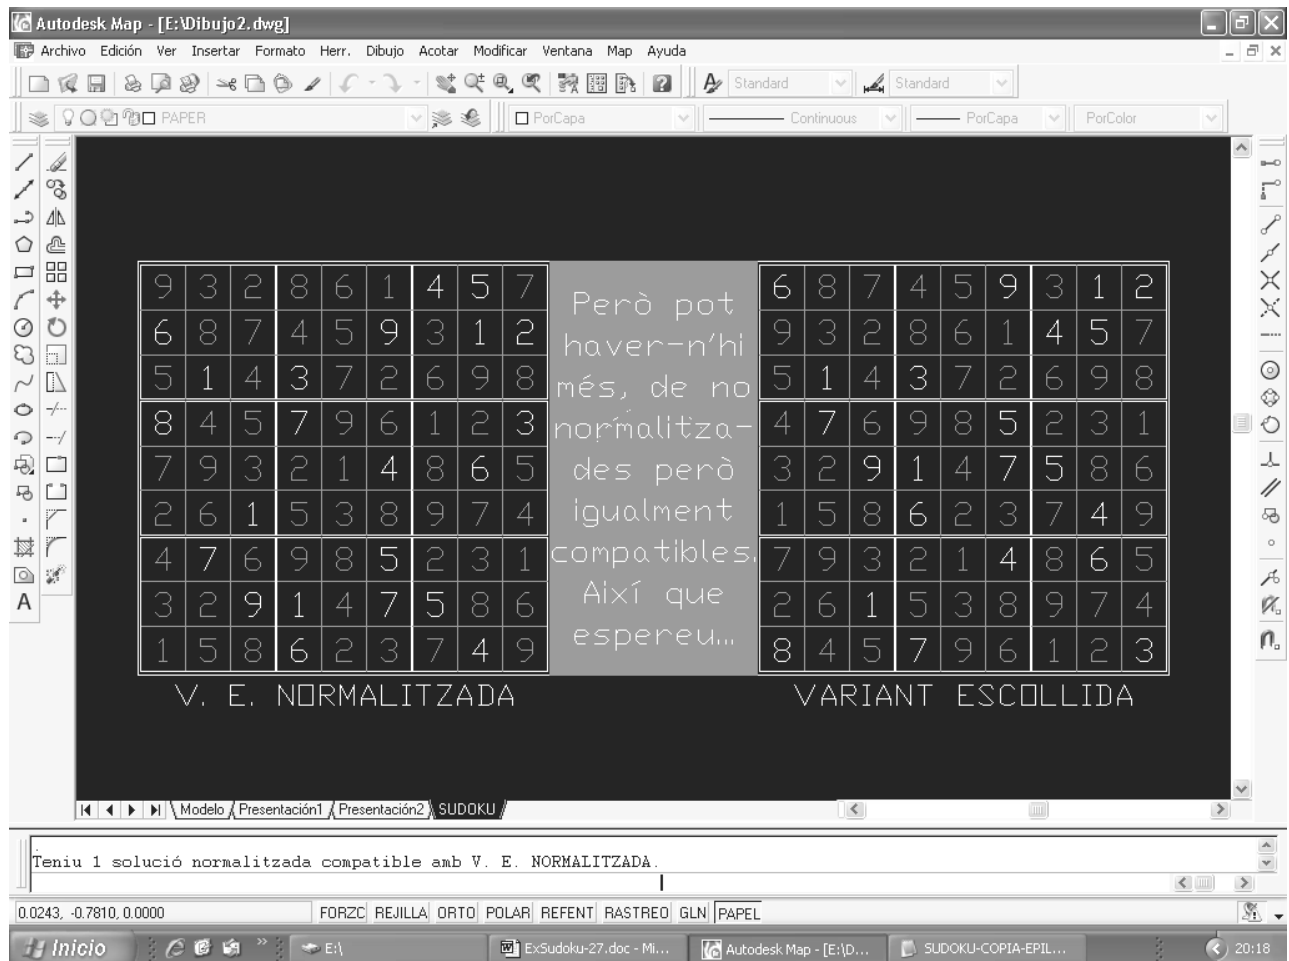 Autodesk Map - [E:\Dibujo2.dwg]
Archivo Edición Ver Insertar Formato Herr. Dibujo Acotar Modificar Ventana Map Ayuda
Standard Standard
PAPER PorCapa Continuous PorCapa PorColor
9 3 2 8 6 1 4 5 7
6 8 7 4 5 9 3 1 2
5 1 4 3 7 2 6 9 8
8 4 5 7 9 6 1 2 3
7 9 3 2 1 4 8 6 5
2 6 1 5 3 8 9 7 4
4 7 6 9 8 5 2 3 1
3 2 9 1 4 7 5 8 6
1 5 8 6 2 3 7 4 9
V. E. NORMALITZADA
Però pot
haver-n'hi
més, de no
normalitza-
des però
igualment
compatibles.
Així que
espereu...
6 8 7 4 5 9 3 1 2
9 3 2 8 6 1 4 5 7
5 1 4 3 7 2 6 9 8
4 7 6 9 8 5 2 3 1
3 2 9 1 4 7 5 8 6
1 5 8 6 2 3 7 4 9
7 9 3 2 1 4 8 6 5
2 6 1 5 3 8 9 7 4
8 4 5 7 9 6 1 2 3
VARIANT ESCOLLIDA
Modelo Presentación1 Presentación2 SUDOKU
Teniu 1 solució normalitzada compatible amb V. E. NORMALITZADA.
0.0243, -0.7810, 0.0000 FORZC REJILLA ORTO POLAR REFENT RASTREO GLN PAPEL
Inicio » E:\ ExSudoku-27.doc - Mi... Autodesk Map - [E:\D... SUDOKU-COPIA-EPIL... 20:18